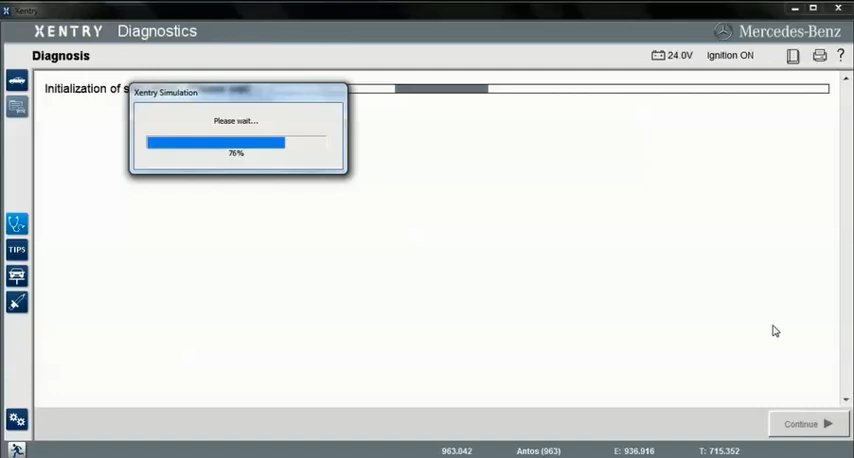 Xentry
XENTRY Diagnostics
Mercedes-Benz
Diagnosis
24.0V
Ignition ON
?
Initialization of s
Xentry Simulation
Please wait...
76%
TIPS
Continue
963.042
Antos (963)
E: 936.916
T: 715.352